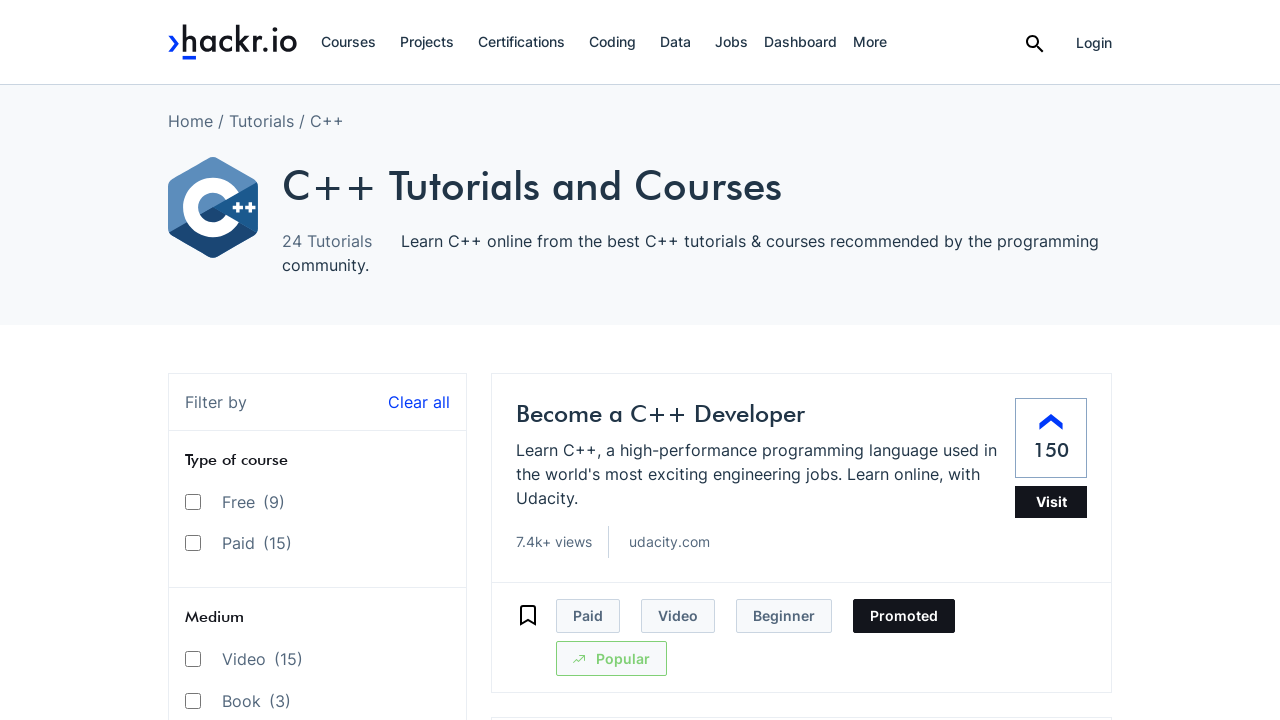 hackr.io Courses Projects Certifications Coding Data Jobs Dashboard More Login
Home / Tutorials / C++
C++ Tutorials and Courses
24 Tutorials Learn C++ online from the best C++ tutorials & courses recommended by the programming
community.
Filter by Clear all
Type of course
Free (9)
Paid (15)
Medium
Video (15)
Book (3)
Become a C++ Developer
Learn C++, a high-performance programming language used in
the world's most exciting engineering jobs. Learn online, with
Udacity.
7.4k+ views udacity.com
150
Visit
Paid Video Beginner Promoted
Popular